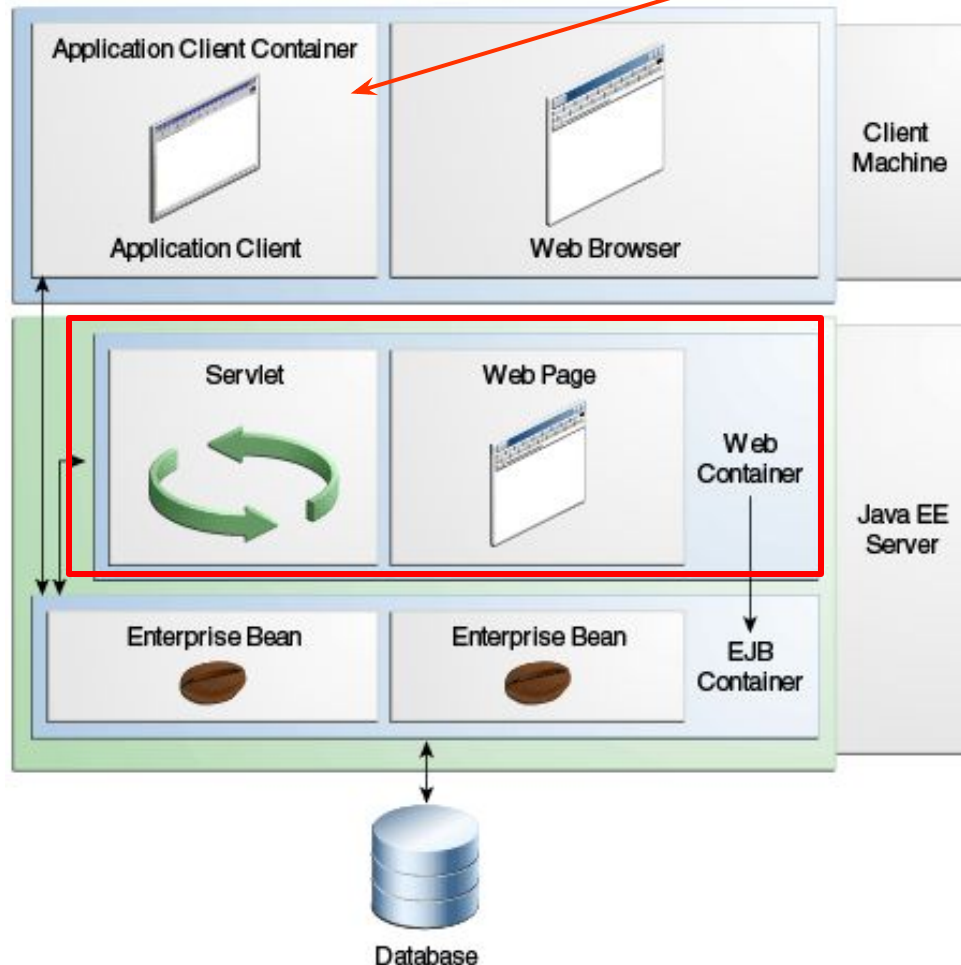 Application Client Container
Application Client
Web Browser
Client
Machine
Servlet
Web Page
Web
Container
Java EE
Server
Enterprise Bean
Enterprise Bean
EJB
Container
Database